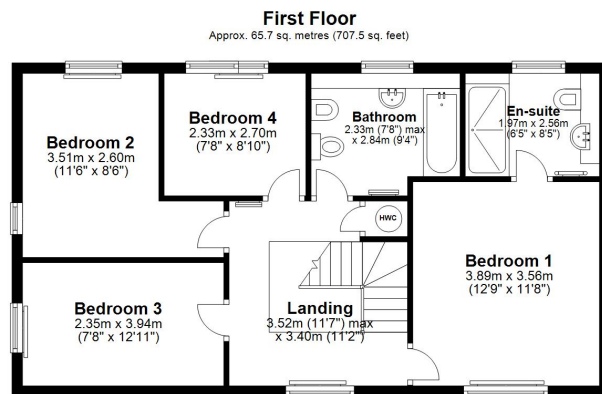 First Floor
Approx. 65.7 sq. metres (707.5 sq. feet)
Bedroom 2
3.51m x 2.60m
(11'6" x 8'6")
Bedroom 4
2.33m x 2.70m
(7'8" x 8'10")
Bathroom
2.33m (7'8") max
x 2.84m (9'4")
En-suite
1.97m x 2.56m
(6'5" x 8'5")
HWC
Bedroom 1
3.89m x 3.56m
(12'9" x 11'8")
Bedroom 3
2.35m x 3.94m
(7'8" x 12'11")
Landing
3.52m (11'7") max
x 3.40m (11'2")